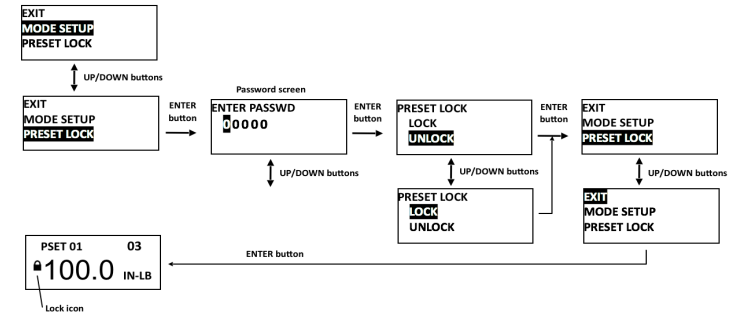 EXIT
MODE SETUP
PRESET LOCK
UP/DOWN buttons
EXIT
MODE SETUP
PRESET LOCK
ENTER
button
Password screen
ENTER PASSWD
00000
UP/DOWN buttons
ENTER
button
PRESET LOCK
LOCK
UNLOCK
UP/DOWN buttons
PRESET LOCK
LOCK
UNLOCK
ENTER
button
EXIT
MODE SETUP
PRESET LOCK
UP/DOWN buttons
EXIT
MODE SETUP
PRESET LOCK
ENTER button
PSET 01 03
100.0 IN-LB
Lock icon